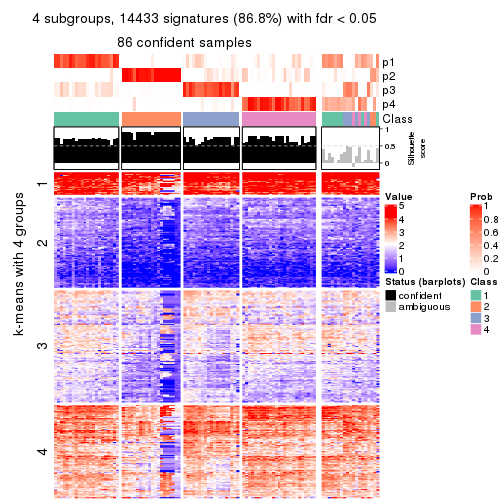 4 subgroups, 14433 signatures (86.8%) with fdr < 0.05
86 confident samples
p1
p2
p3
p4
Class
1
0.5
0
Silhouette
score
k-means with 4 groups
1
2
3
4
Value
5
4
3
2
1
0
Prob
1
0.8
0.6
0.4
0.2
0
Status (barplots)
confident
ambiguous
Class
1
2
3
4